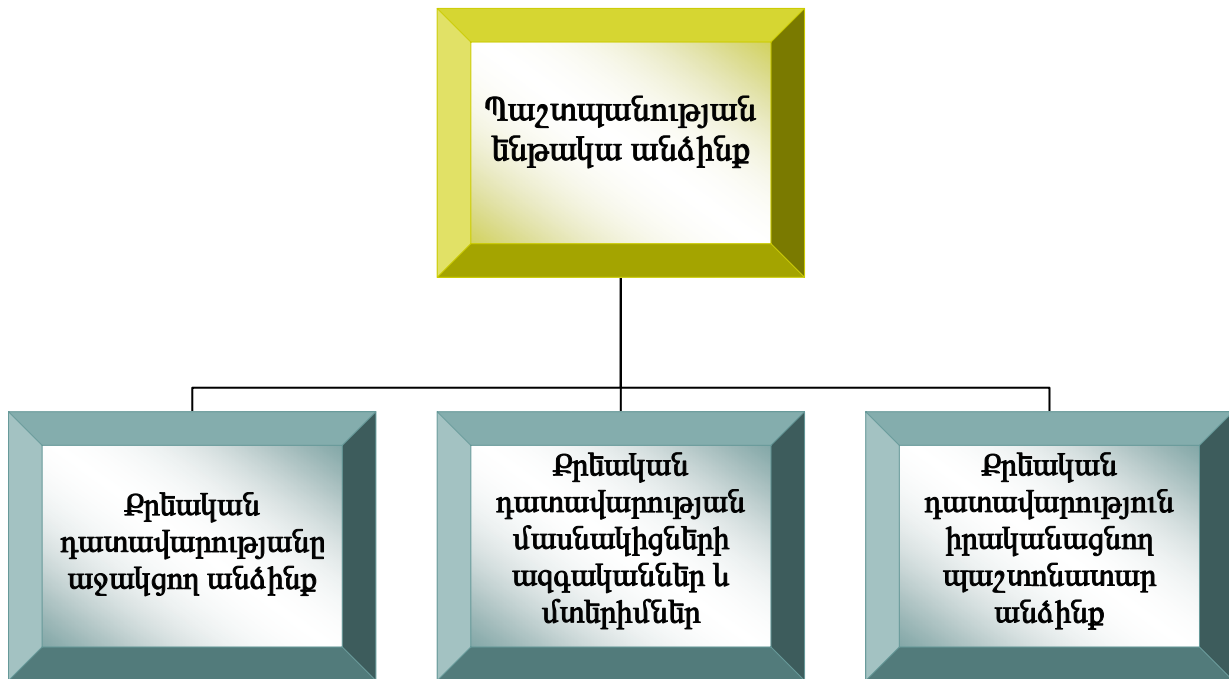 Պաշտպանության
ենթակա անձինք
Քրեական
դատավարությանը
աջակցող անձինք
Քրեական
դատավարության
մասնակիցների
ազգականներ և
մտերիմներ
Քրեական
դատավարություն
իրականացնող
պաշտոնատար
անձինք